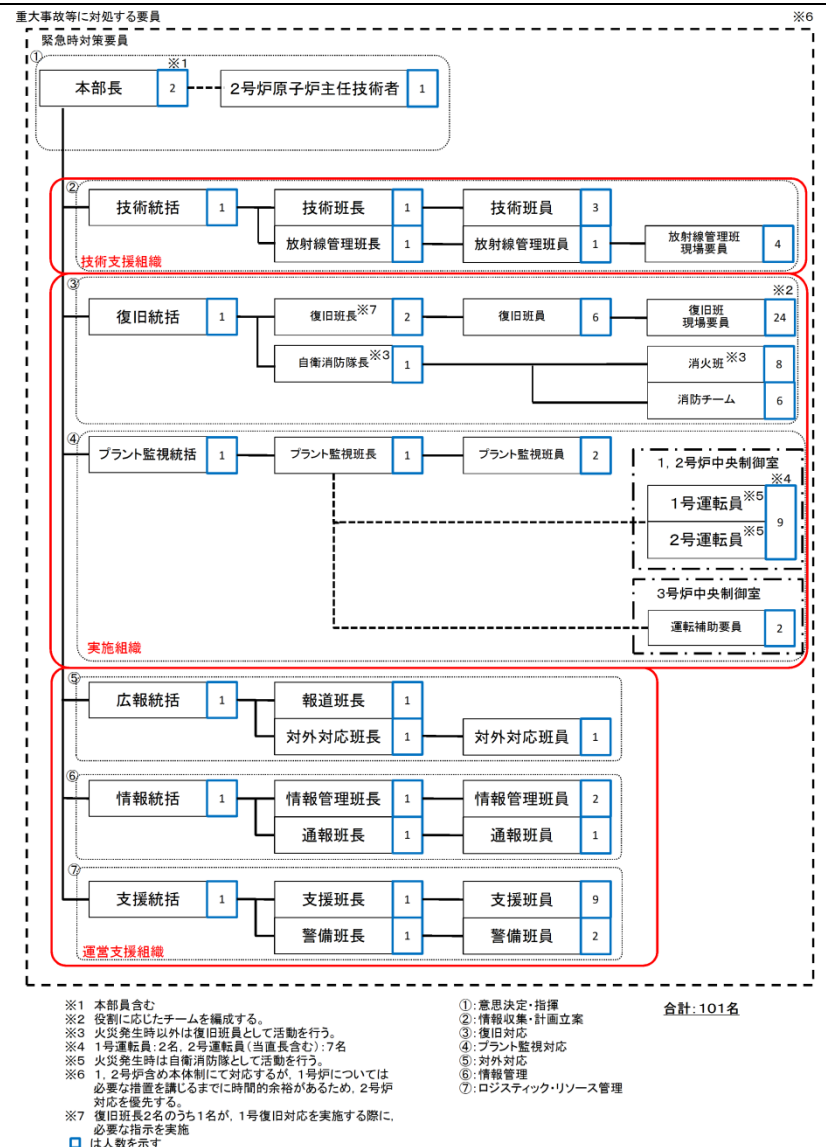 重大事故等に対処する要員
※6
緊急時対策要員
①
※1
本部長 2 2号炉原子炉主任技術者 1
②
技術統括 1 技術班長 1 技術班員 3
放射線管理班長 1 放射線管理班員 1 放射線管理班
現場要員 4
技術支援組織
③
※2
復旧統括 1 復旧班長※7 2 復旧班員 6 復旧班
現場要員 24
自衛消防隊長※3 1 消火班※3 8
消防チーム 6
④
プラント監視統括 1 プラント監視班長 1 プラント監視班員 2
1,2号炉中央制御室
※4
1号運転員※5
9
2号運転員※5
3号炉中央制御室
運転補助要員 2
実施組織
⑤
広報統括 1 報道班長 1
対外対応班長 1 対外対応班員 1
⑥
情報統括 1 情報管理班長 1 情報管理班員 2
通報班長 1 通報班員 1
⑦
支援統括 1 支援班長 1 支援班員 9
警備班長 1 警備班員 2
運営支援組織
※1 本部員含む
※2 役割に応じたチームを編成する。
※3 火災発生時以外は復旧班員として活動を行う。
※4 1号運転員:2名,2号運転員(当直長含む):7名
※5 火災発生時は自衛消防隊として活動を行う。
※6 1,2号炉含め本体制にて対応するが,1号炉については
必要な措置を講じるまでに時間的余裕があるため,2号炉
対応を優先する。
※7 復旧班長2名のうち1名が,1号復旧対応を実施する際に,
必要な指示を実施
は人数を示す
①:意思決定・指揮
②:情報収集・計画立案
③:復旧対応
④:プラント監視対応
⑤:対外対応
⑥:情報管理
⑦:ロジスティック・リソース管理
合計:101名